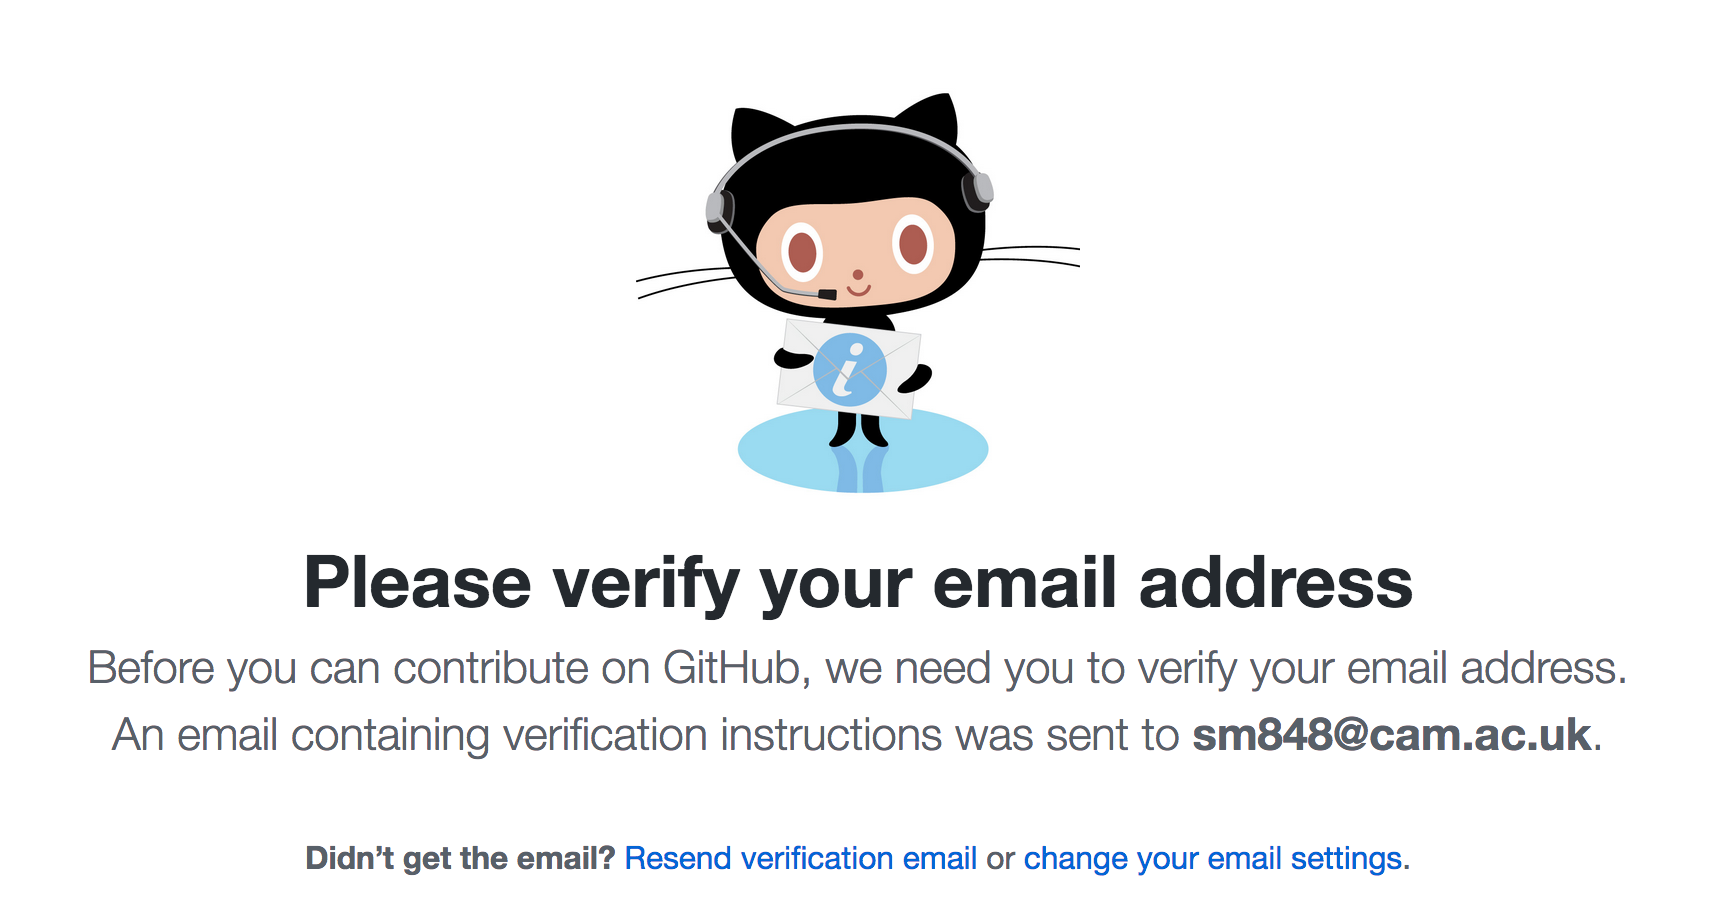 i
Please verify your email address
Before you can contribute on GitHub, we need you to verify your email address.
An email containing verification instructions was sent to sm848@cam.ac.uk.
Didn’t get the email? Resend verification email or change your email settings.